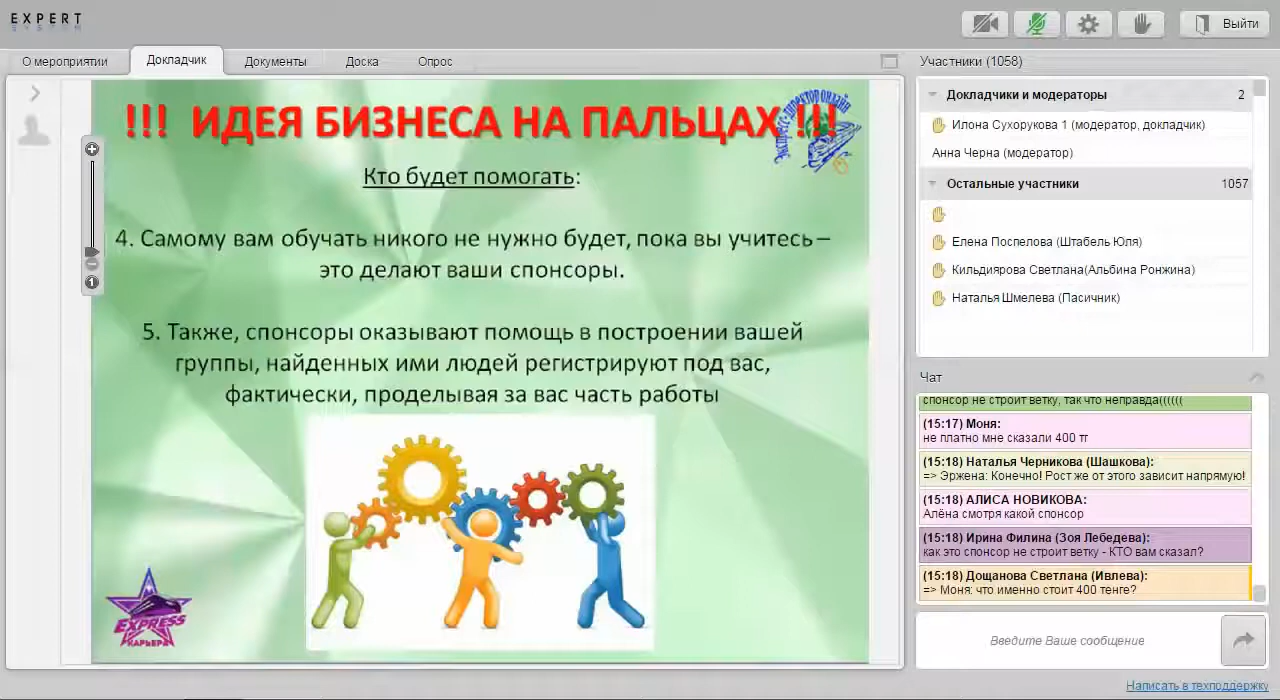 EXPERT
SYSTEM
Выйти
О мероприятии
Докладчик
Документы
Доска
Опрос
!!! ИДЕЯ БИЗНЕСА НА ПАЛЬЦАХ !!!
Экспресс-директор онлайн
Кто будет помогать:
4. Самому вам обучать никого не нужно будет, пока вы учитесь –
это делают ваши спонсоры.
5. Также, спонсоры оказывают помощь в построении вашей
группы, найденных ими людей регистрируют под вас,
фактически, проделывая за вас часть работы
EXPRESS
КАРЬЕРА
Участники (1058)
Докладчики и модераторы 2
Илона Сухорукова 1 (модератор, докладчик)
Анна Черна (модератор)
Остальные участники 1057
Елена Поспелова (Штабель Юля)
Кильдиярова Светлана(Альбина Ронжина)
Наталья Шмелева (Пасичник)
Чат
спонсор не строит ветку, так что неправда((((((
(15:17) Моня:
не платно мне сказали 400 тг
(15:18) Наталья Черникова (Шашкова):
=> Эржена: Конечно! Рост же от этого зависит напрямую!
(15:18) АЛИСА НОВИКОВА:
Алёна смотря какой спонсор
(15:18) Ирина Филина (Зоя Лебедева):
как это спонсор не строит ветку - КТО вам сказал?
(15:18) Дощанова Светлана (Ивлева):
=> Моня: что именно стоит 400 тенге?
Введите Ваше сообщение
Написать в техподдержку